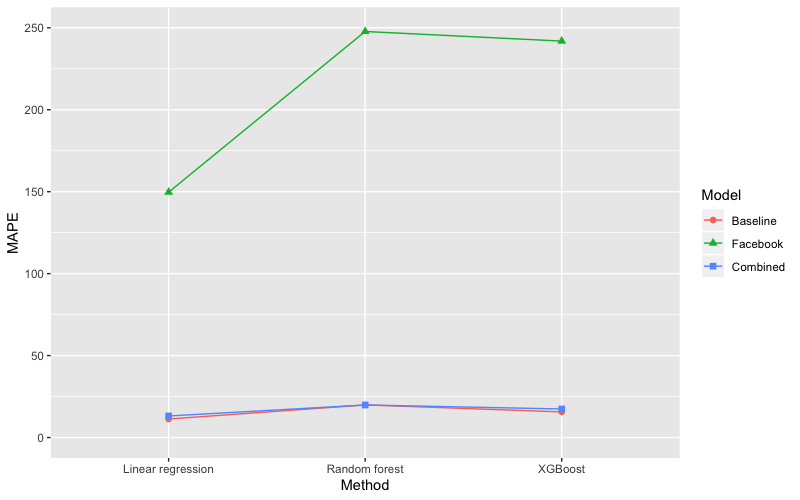 250
200
150
100
50
0
MAPE
Linear regression
Random forest
XGBoost
Method
Model
Baseline
Facebook
Combined